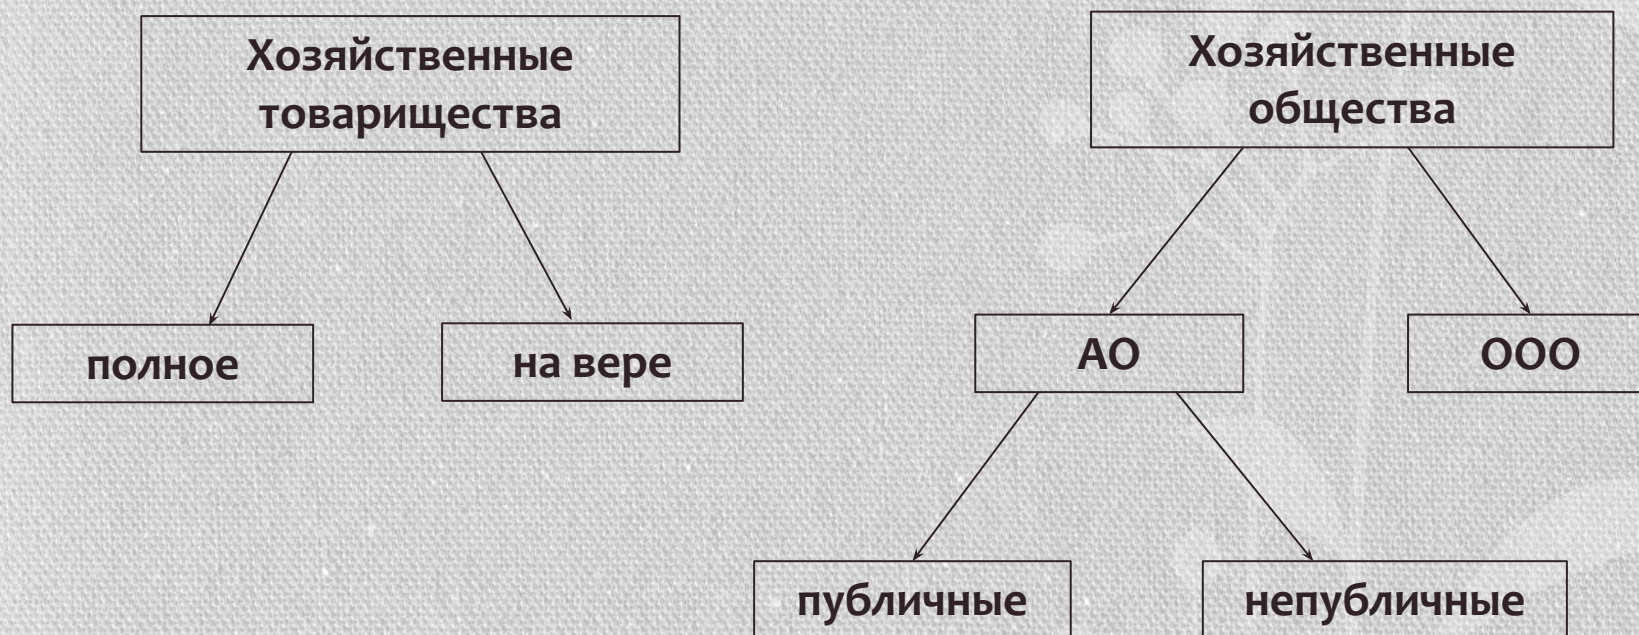 Хозяйственные
товарищества
Хозяйственные
общества
полное
на вере
АО
ООО
публичные
непубличные